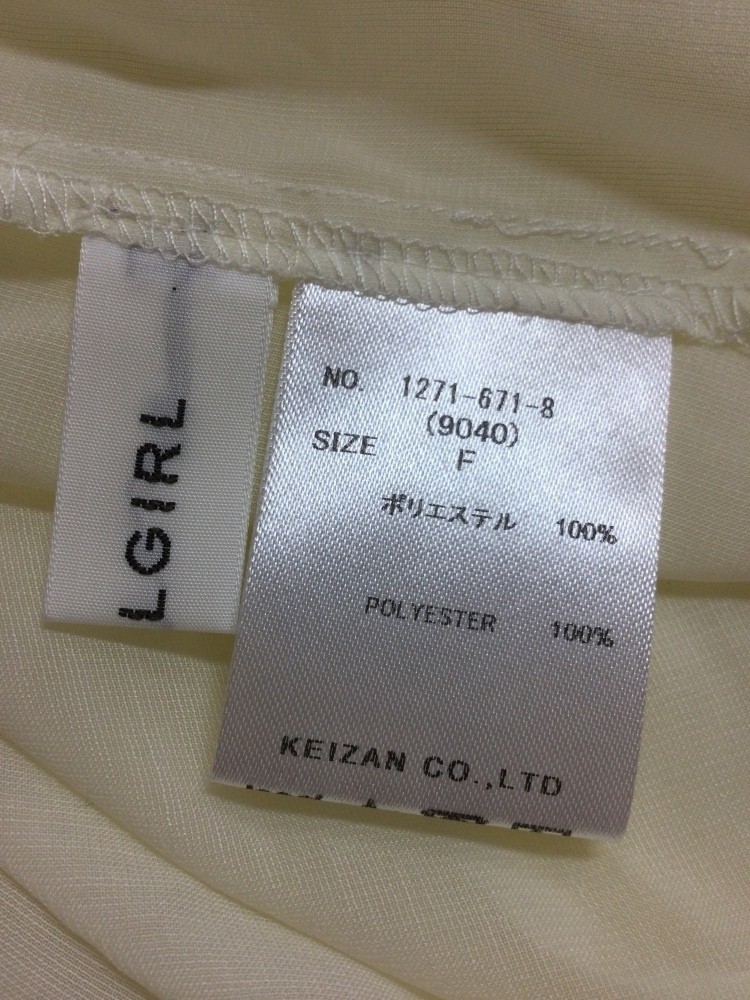 LGIRL
NO. 1271-671-8
(9040)
SIZE F
ポリエステル 100%
POLYESTER 100%
KEIZAN CO.,LTD